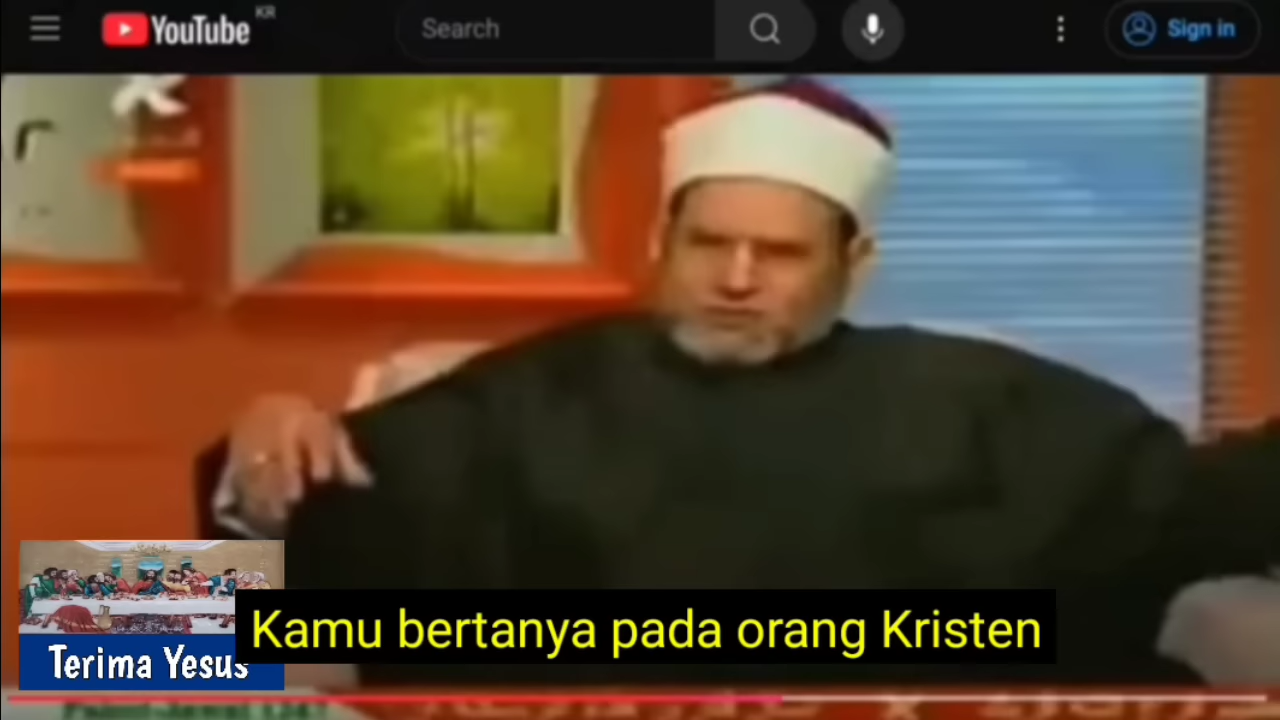 YouTube KR
Search
Sign in
Kamu bertanya pada orang Kristen
Terima Yesus